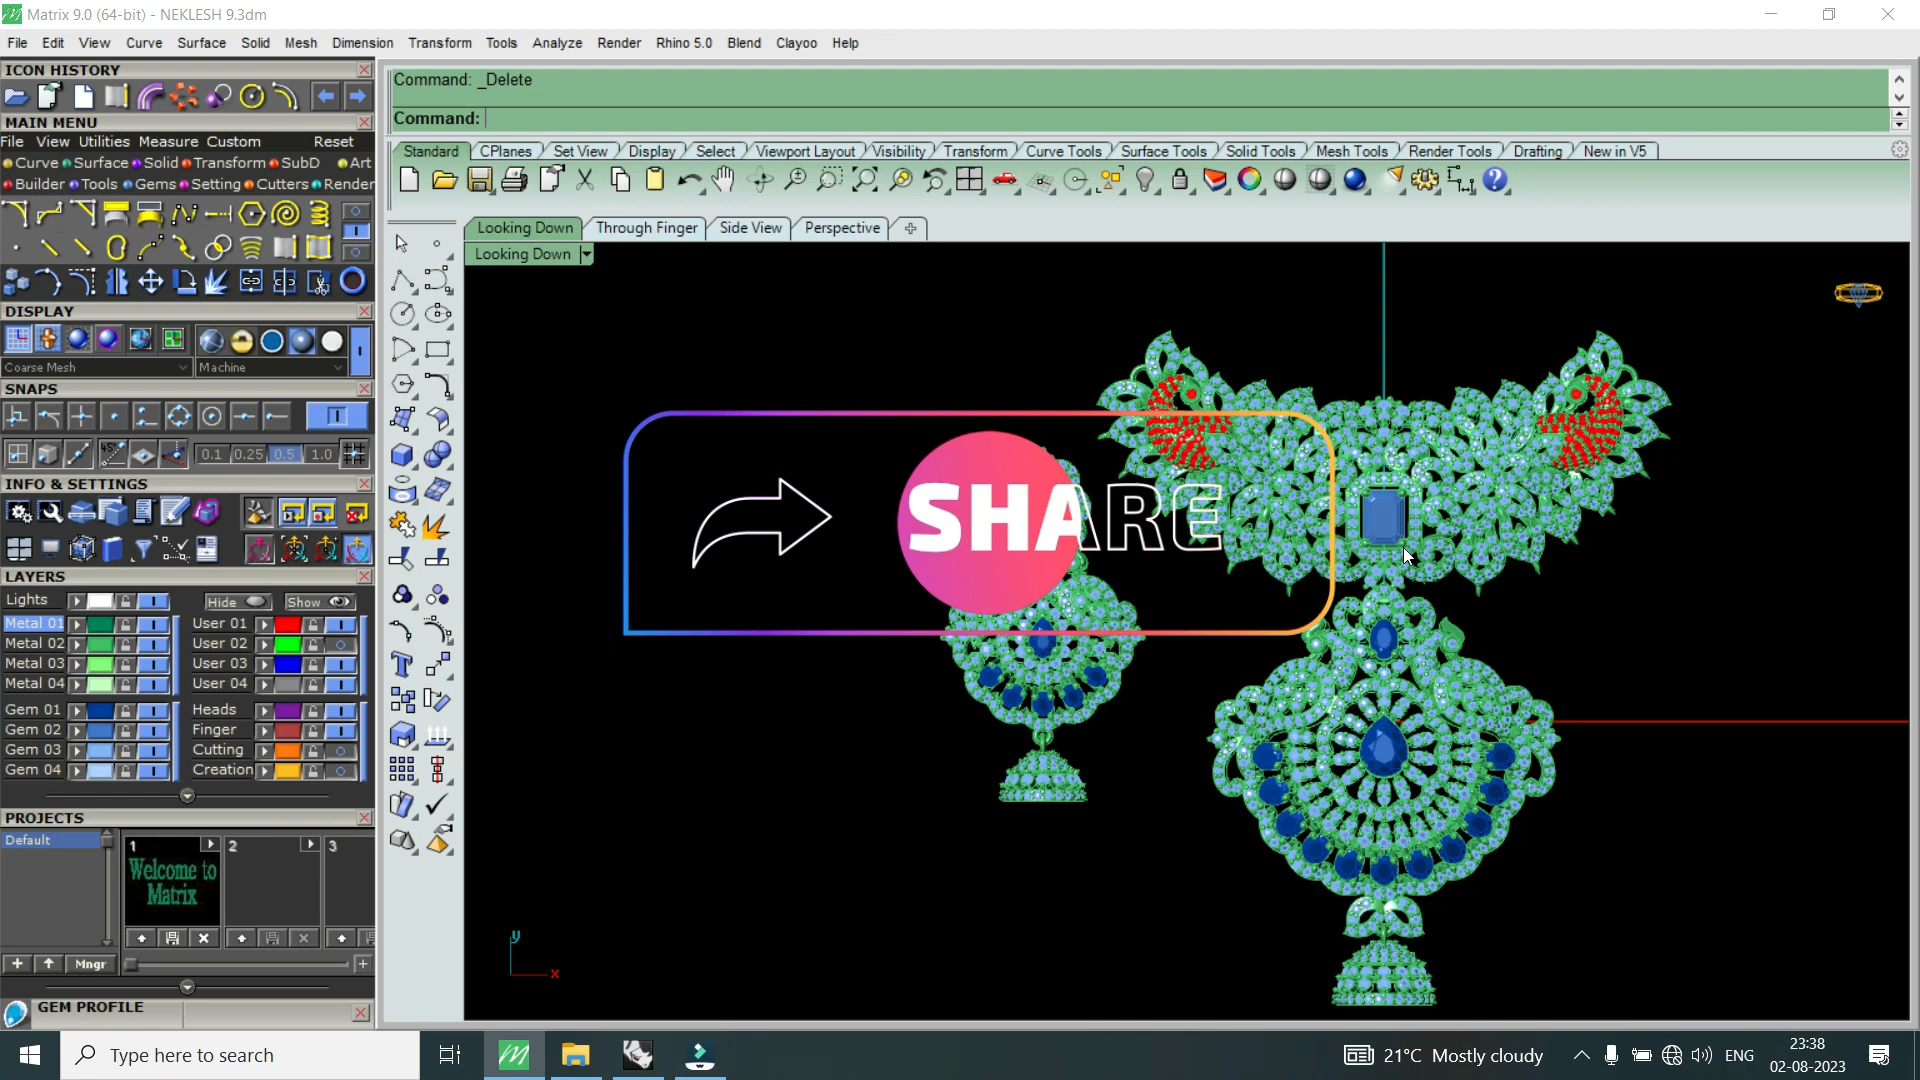 Matrix 9.0 (64-bit) - NEKLESH 9.3dm
File Edit View Curve Surface Solid Mesh Dimension Transform Tools Analyze Render Rhino 5.0 Blend Clayoo Help
ICON HISTORY
MAIN MENU
File View Utilities Measure Custom Reset
Curve Surface Solid Transform SubD Art
Builder Tools Gems Setting Cutters Render
DISPLAY
Coarse Mesh Machine
SNAPS
0.1 0.25 0.5 1.0
INFO & SETTINGS
LAYERS
Lights Hide Show
Metal 01 User 01
Metal 02 User 02
Metal 03 User 03
Metal 04 User 04
Gem 01 Heads
Gem 02 Finger
Gem 03 Cutting
Gem 04 Creation
PROJECTS
Default
1 2 3
Welcome to
Matrix
Mngr
GEM PROFILE
Command: _Delete
Command:
Standard CPlanes Set View Display Select Viewport Layout Visibility Transform Curve Tools Surface Tools Solid Tools Mesh Tools Render Tools Drafting New in V5
Looking Down Through Finger Side View Perspective
Looking Down
SHARE
y
x
Type here to search
21°C Mostly cloudy
ENG
23:38
02-08-2023